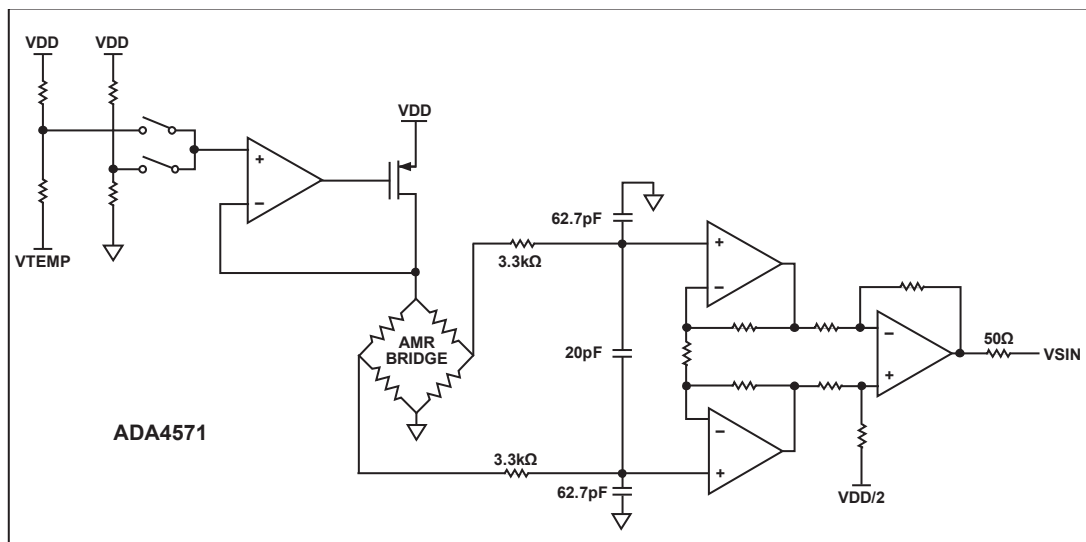 VDD
VDD
VDD
VTEMP
62.7pF
3.3kΩ
+
−
+
−
AMR
BRIDGE
20pF
−
+
50Ω
VSIN
ADA4571
3.3kΩ
−
+
62.7pF
VDD/2